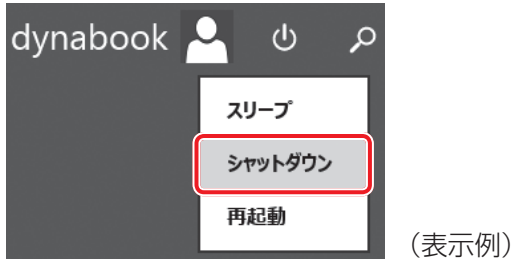 dynabook
スリープ
シャットダウン
再起動
（表示例）